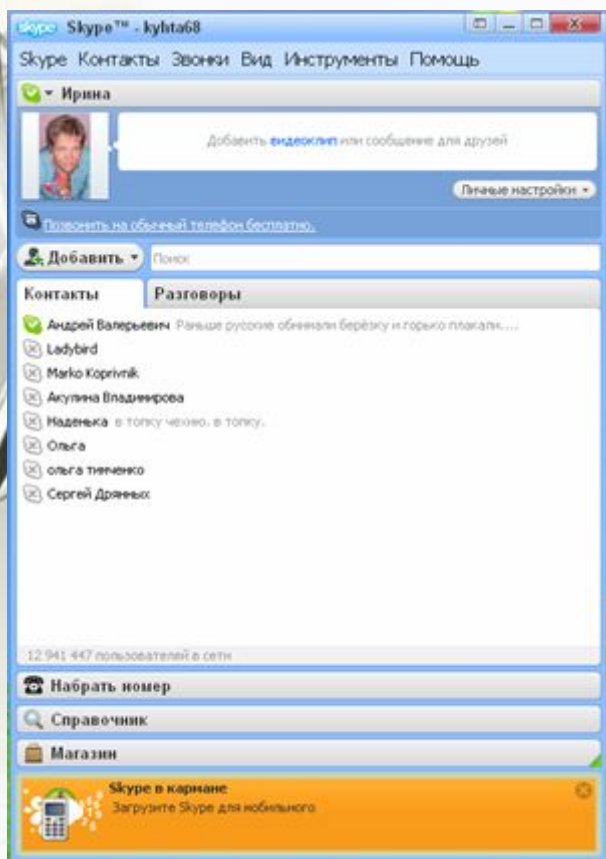 skype Skype™ - kyhta68
Skype Контакты Звонки Вид Инструменты Помощь
Ирина
Добавить видеоклип или сообщение для друзей
Личные настройки
Позвонить на обычный телефон бесплатно.
Добавить Поиск
Контакты Разговоры
Андрей Валерьевич Раньше русские обнимали берёзку и горько плакали....
Ladybird
Marko Koprivnik
Акулина Владимирова
Наденька в топку чехию. в топку.
Ольга
ольга тимченко
Сергей Дрянных
12 941 447 пользователей в сети
Набрать номер
Справочник
Магазин
Skype в кармане
Загрузите Skype для мобильного